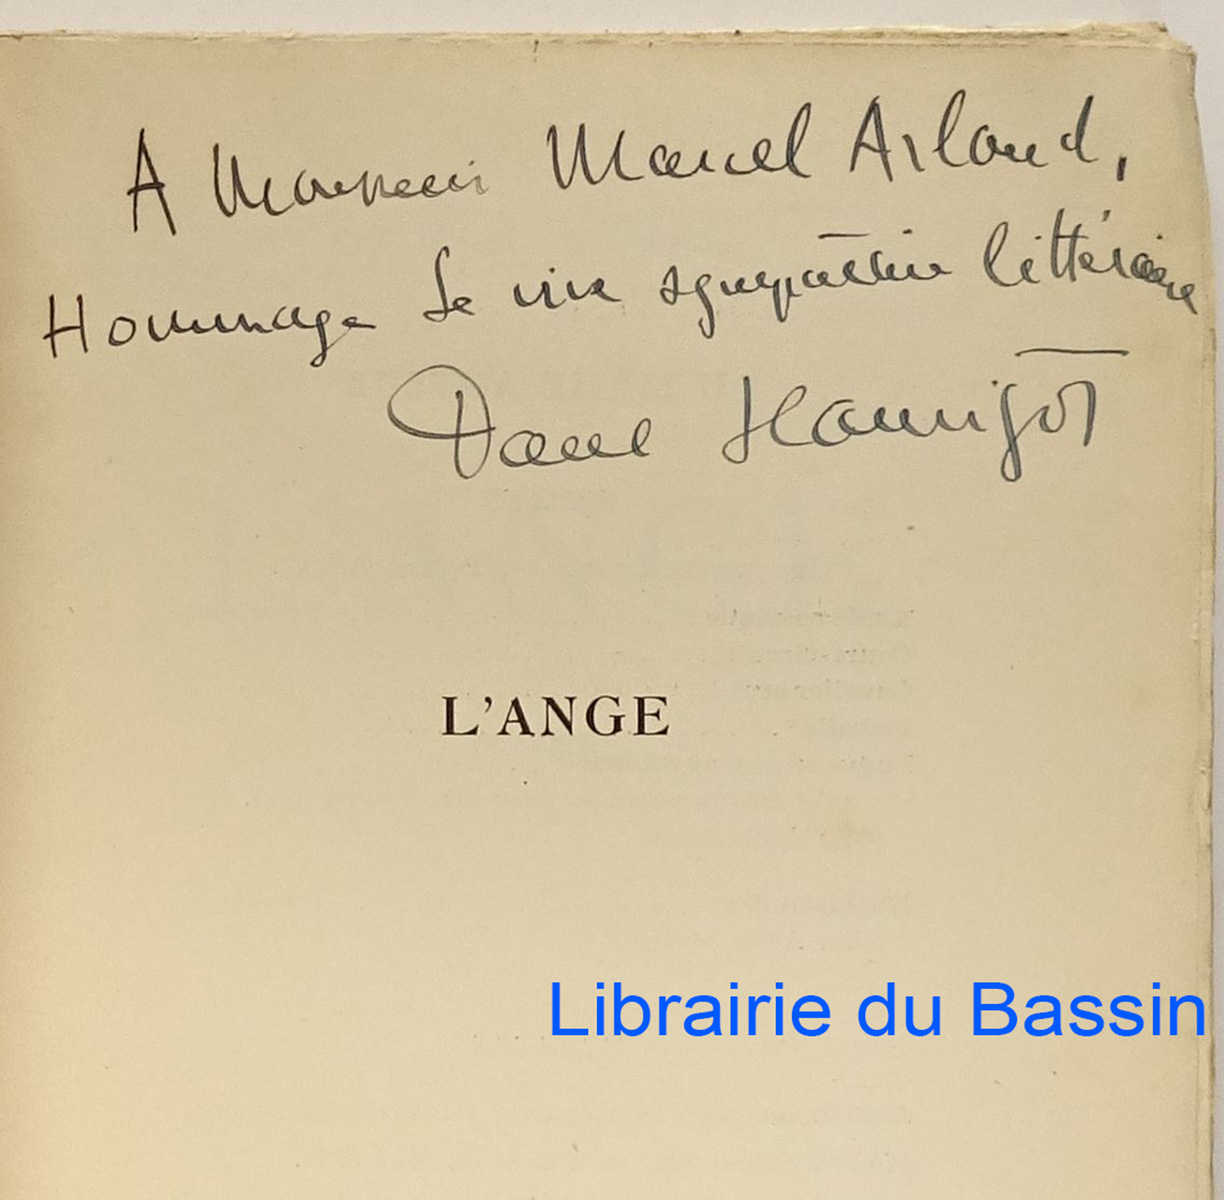 A Monsieur Marcel Arland,
Hommage de vive sympathie littéraire
L'ANGE
Librairie du Bassin